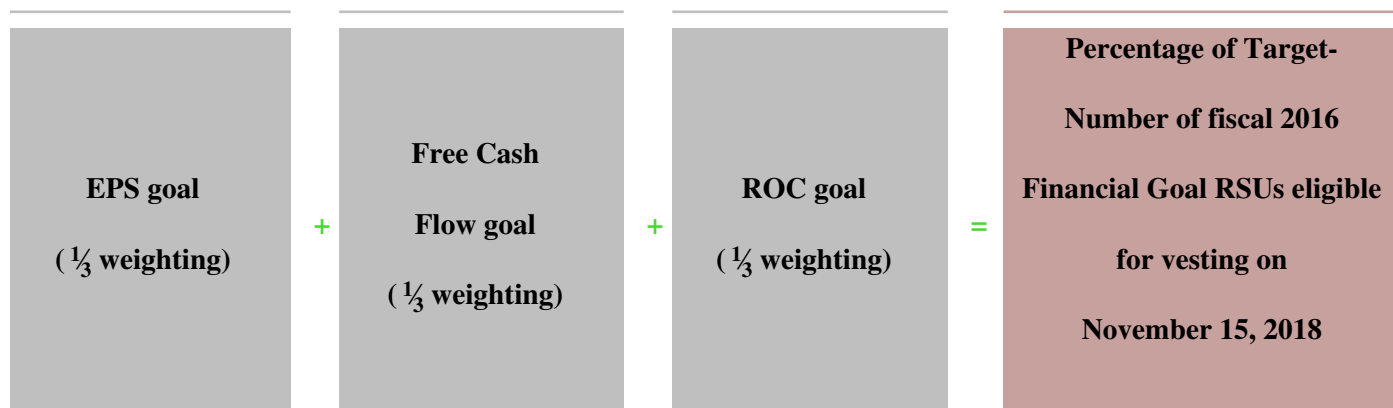 EPS goal
( ⅓ weighting)
+
Free Cash
Flow goal
( ⅓ weighting)
+
ROC goal
( ⅓ weighting)
=
Percentage of Target-
Number of fiscal 2016
Financial Goal RSUs eligible
for vesting on
November 15, 2018